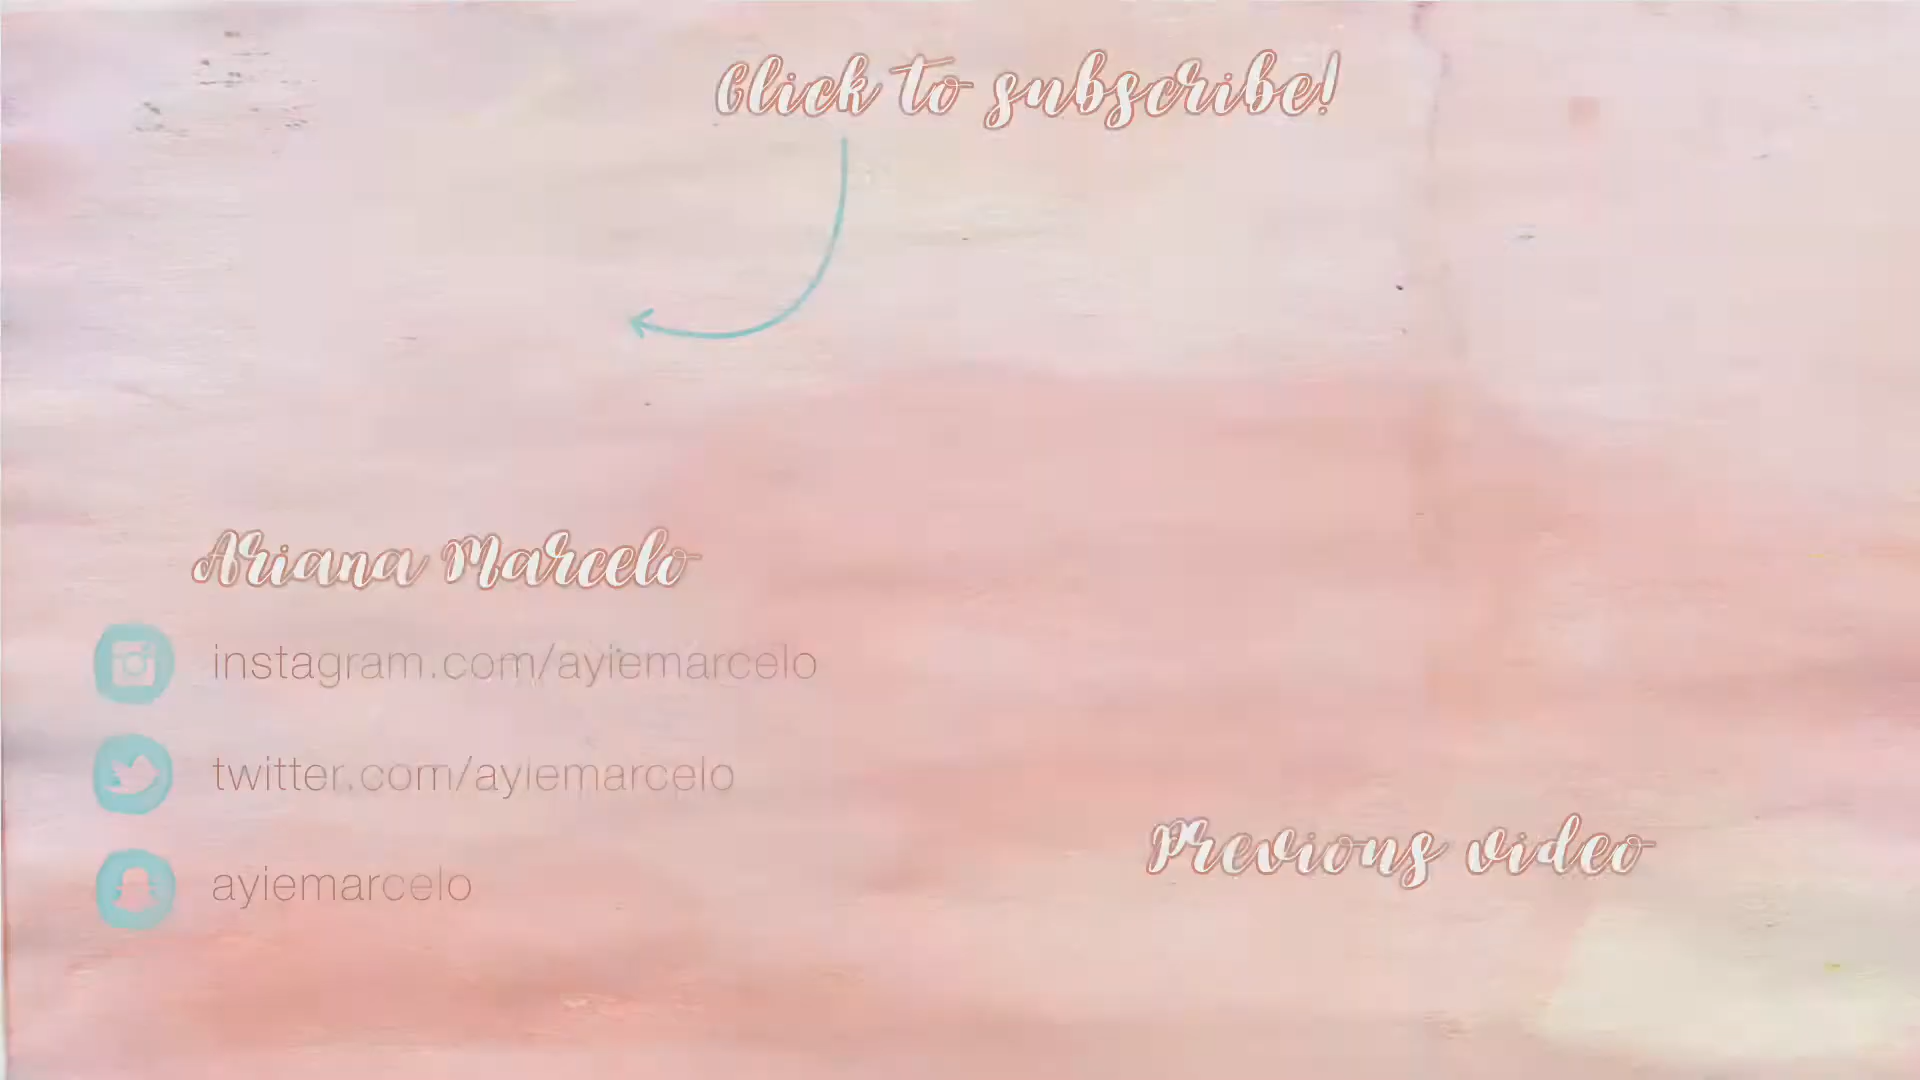 Click to subscribe!
Ariana Marcelo
instagram.com/ayiemarcelo
twitter.com/ayiemarcelo
ayiemarcelo
Previous video